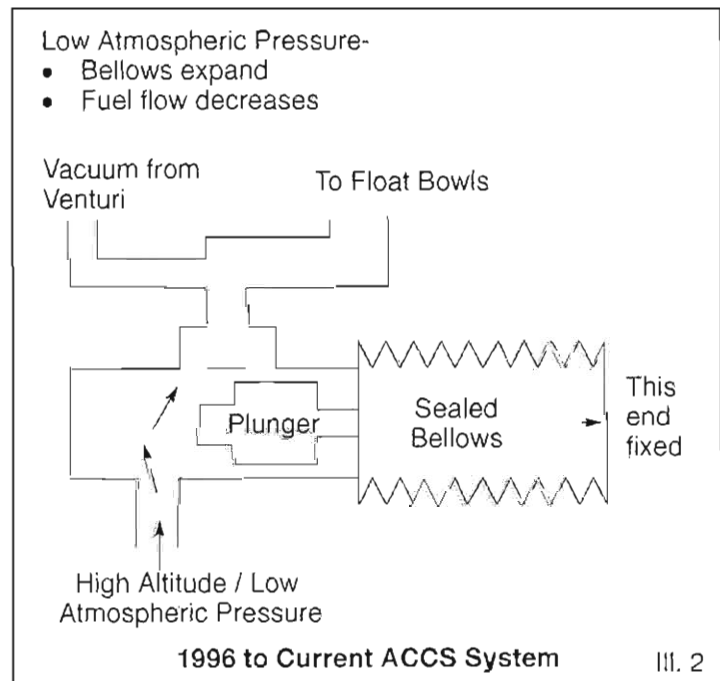 Low Atmospheric Pressure-
• Bellows expand
• Fuel flow decreases
Vacuum from
Venturi
To Float Bowls
Plunger
Sealed
Bellows
This
end
fixed
High Altitude / Low
Atmospheric Pressure
1996 to Current ACCS System
Ill. 2